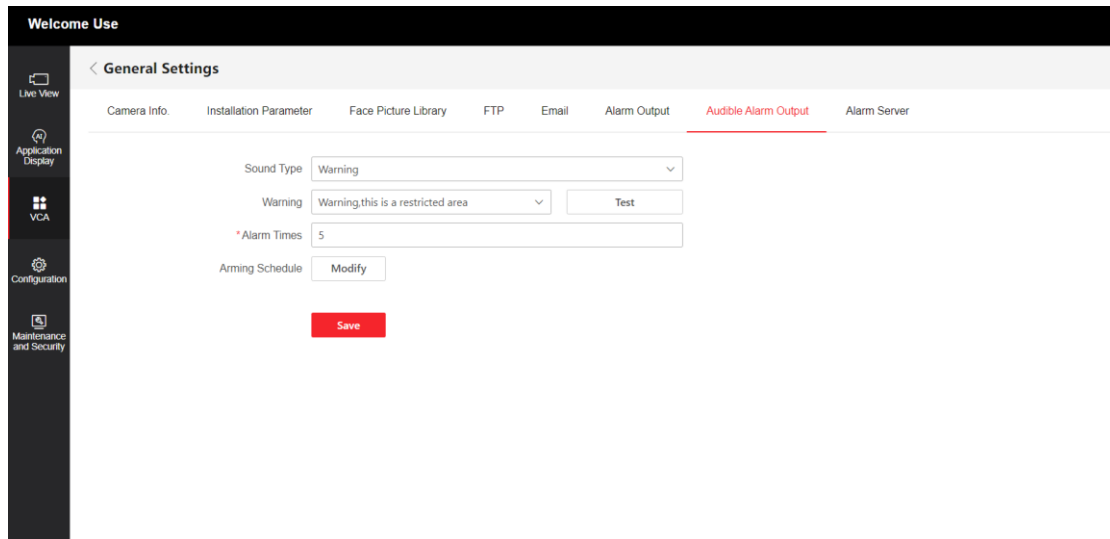 Welcome Use
General Settings
Live View
Camera Info. Installation Parameter Face Picture Library FTP Email Alarm Output Audible Alarm Output Alarm Server
Application
Display
Sound Type Warning
VCA
Warning Warning,this is a restricted area Test
*Alarm Times 5
Configuration
Arming Schedule Modify
Maintenance
and Security
Save